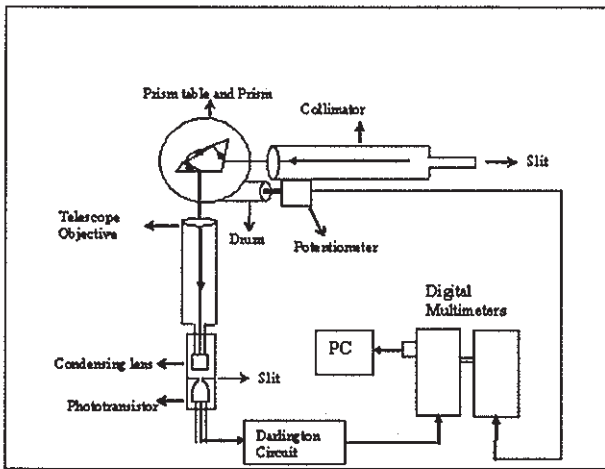 Prism table and Prism
Collimator
Slit
Telescope
Objective
Drum
Potentiometer
Digital
Multimeters
PC
Condensing lens
Slit
Phototransistor
Darlington
Circuit